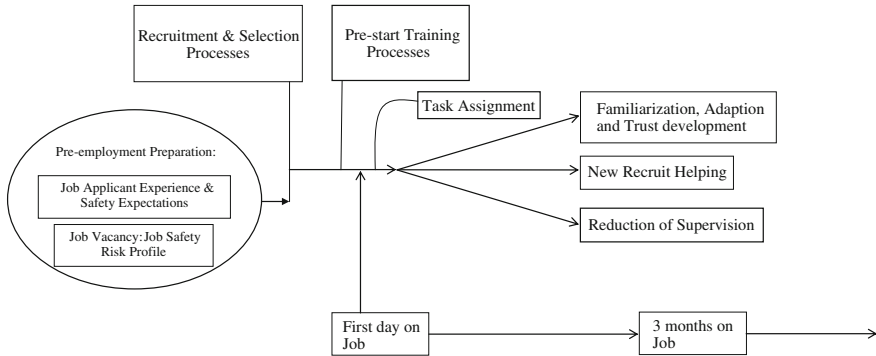 Recruitment & Selection
Processes
Pre-start Training
Processes
Task Assignment
Familiarization, Adaption
and Trust development
Pre-employment Preparation:
Job Applicant Experience &
Safety Expectations
Job Vacancy: Job Safety
Risk Profile
New Recruit Helping
Reduction of Supervision
First day on
Job
3 months on
Job